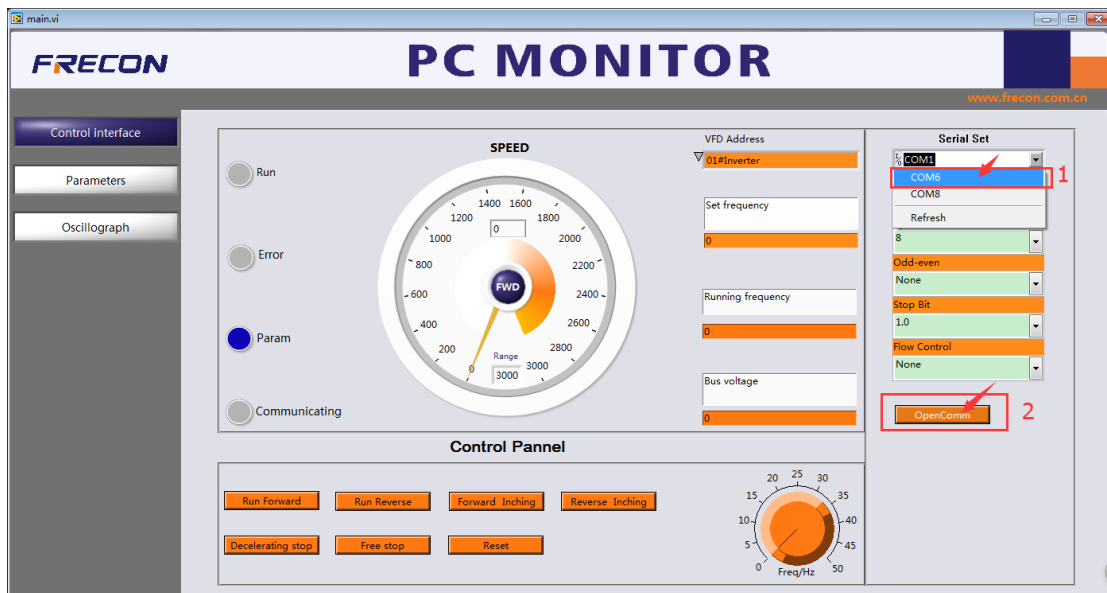 main.vi
FRECON
PC MONITOR
www.frecon.com.cn
Control interface
Parameters
Oscillograph
Run
Error
Param
Communicating
SPEED
0
200
400
600
800
1000
1200
1400
1600
1800
2000
2200
2400
2600
2800
3000
0
FWD
Range
3000
VFD Address
01#Inverter
Set frequency
0
Running frequency
0
Bus voltage
0
Serial Set
COM1
COM6
1
COM8
Refresh
8
Odd-even
None
Stop Bit
1.0
Flow Control
None
OpenComm
2
Control Pannel
Run Forward
Run Reverse
Forward Inching
Reverse Inching
Decelerating stop
Free stop
Reset
0
5
10
15
20
25
30
35
40
45
50
Freq/Hz